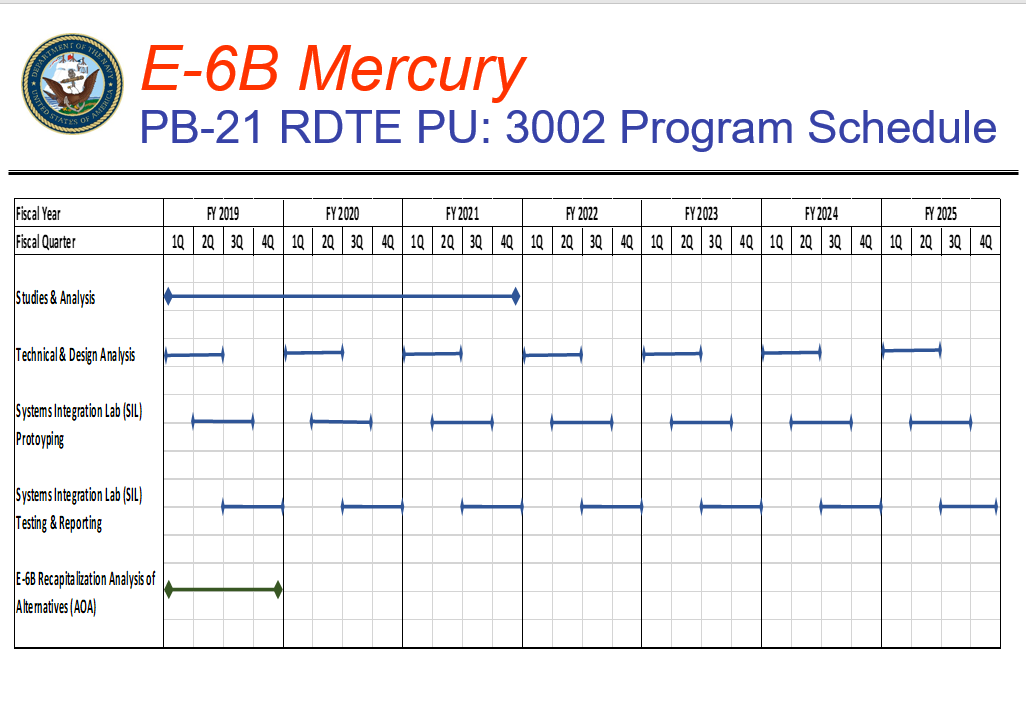 DEPARTMENT OF THE NAVY
UNITED STATES OF AMERICA
E-6B Mercury
PB-21 RDTE PU: 3002 Program Schedule
Fiscal Year FY 2019 FY 2020 FY 2021 FY 2022 FY 2023 FY 2024 FY 2025
Fiscal Quarter 1Q 2Q 3Q 4Q 1Q 2Q 3Q 4Q 1Q 2Q 3Q 4Q 1Q 2Q 3Q 4Q 1Q 2Q 3Q 4Q 1Q 2Q 3Q 4Q 1Q 2Q 3Q 4Q
Studies & Analysis
Technical & Design Analysis
Systems Integration Lab (SIL)
Protoyping
Systems Integration Lab (SIL)
Testing & Reporting
E-6B Recapitalization Analysis of
Alternatives (AOA)